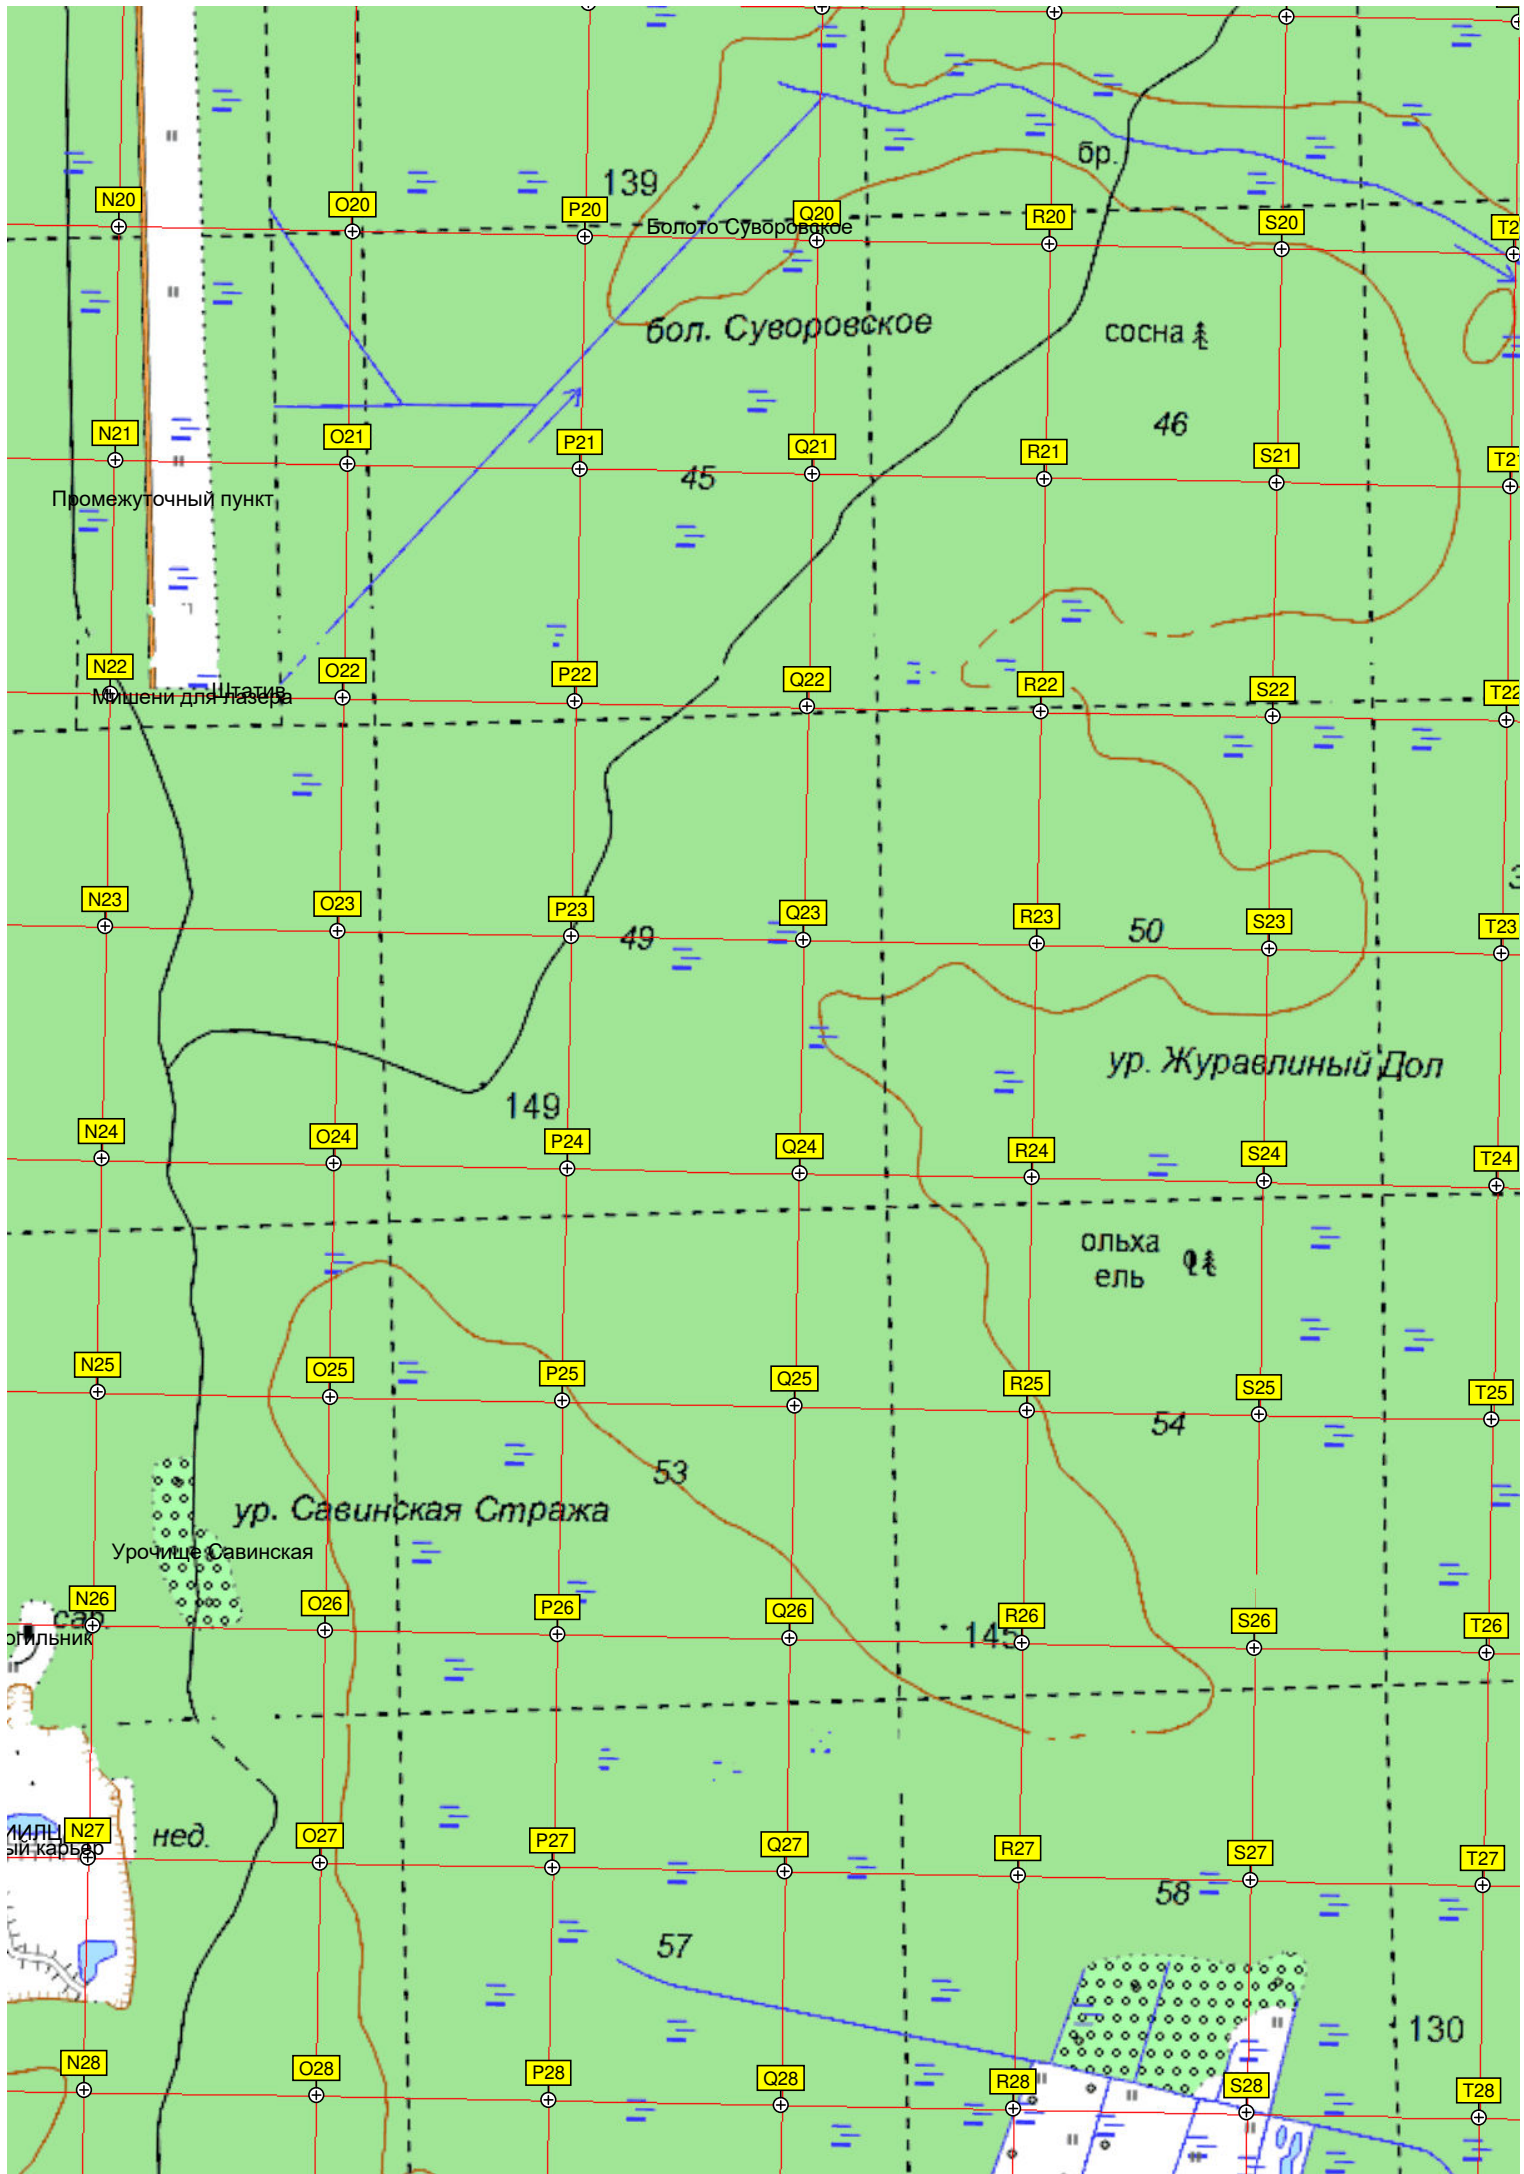 бр.
139
N20 O20 P20 Q20 R20 S20
Болото Суворовское
бол. Суворовское
сосна
46
N21 O21 P21 Q21 R21 S21
45
Промежуточный пункт
N22 O22 P22 Q22 R22 S22 T22
Штатив
Мишени для лазера
N23 O23 P23 Q23 R23 S23 T23
49
50
ур. Журавлиный Дол
149
N24 O24 P24 Q24 R24 S24 T24
ольха
ель
N25 O25 P25 Q25 R25 S25 T25
54
53
ур. Савинская Стража
Урочище Савинская
N26 O26 P26 Q26 R26 S26 T26
сар.
огильник
145
N27 O27 P27 Q27 R27 S27 T27
нед.
ый карьер
58
57
130
N28 O28 P28 Q28 R28 S28 T28